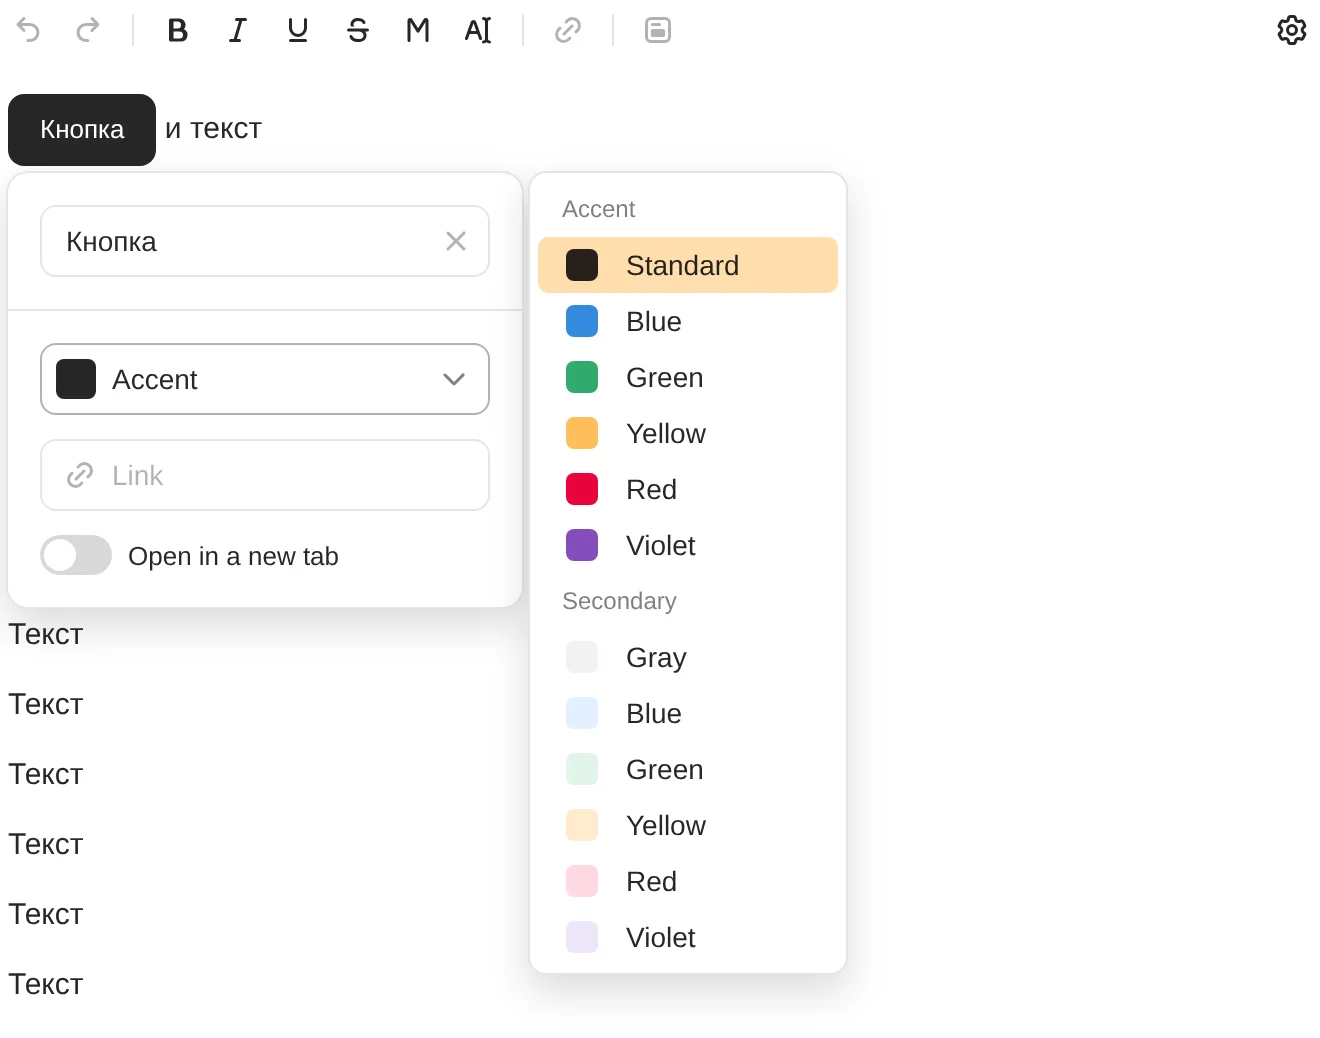 B I U S M A
Кнопка и текст
Кнопка
Accent
Link
Open in a new tab
Accent
Standard
Blue
Green
Yellow
Red
Violet
Secondary
Gray
Blue
Green
Yellow
Red
Violet
Текст
Текст
Текст
Текст
Текст
Текст